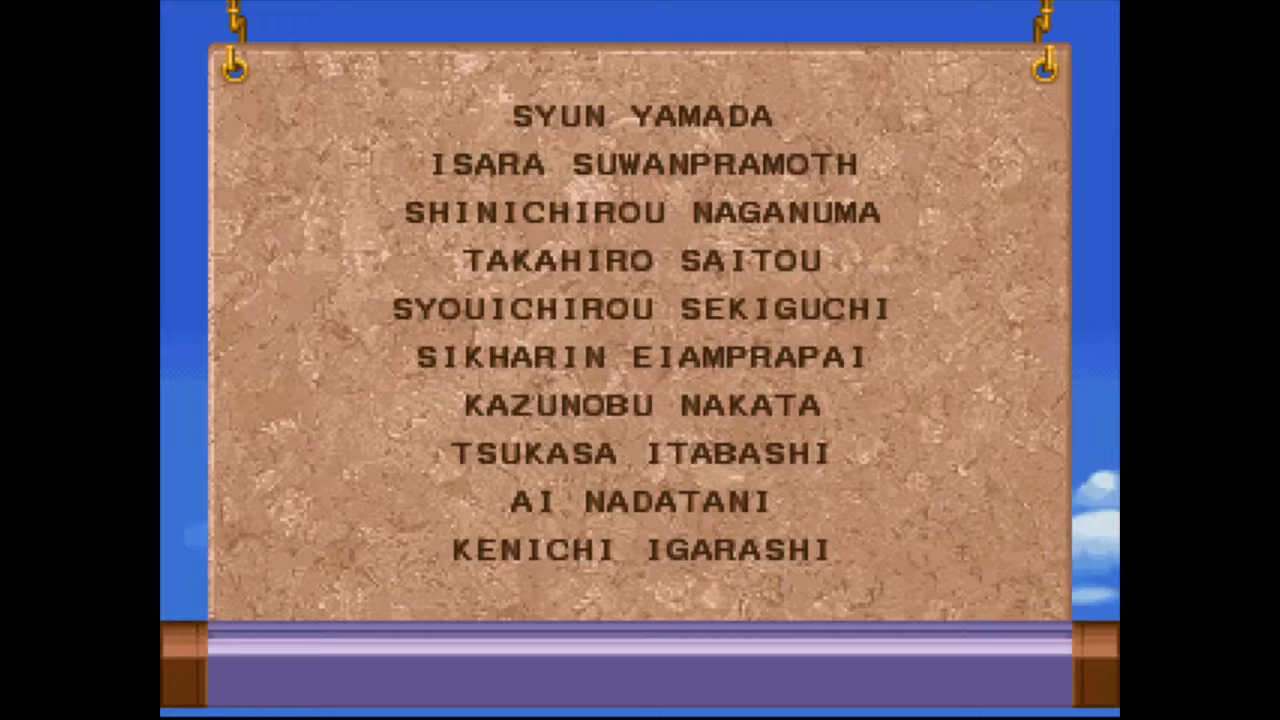 SYUN YAMADA
ISARA SUWANPRAMOTH
SHINICHIROU NAGANUMA
TAKAHIRO SAITOU
SYOUICHIROU SEKIGUCHI
SIKHARIN EIAMPRAPAI
KAZUNOBU NAKATA
TSUKASA ITABASHI
AI NADATANI
KENICHI IGARASHI